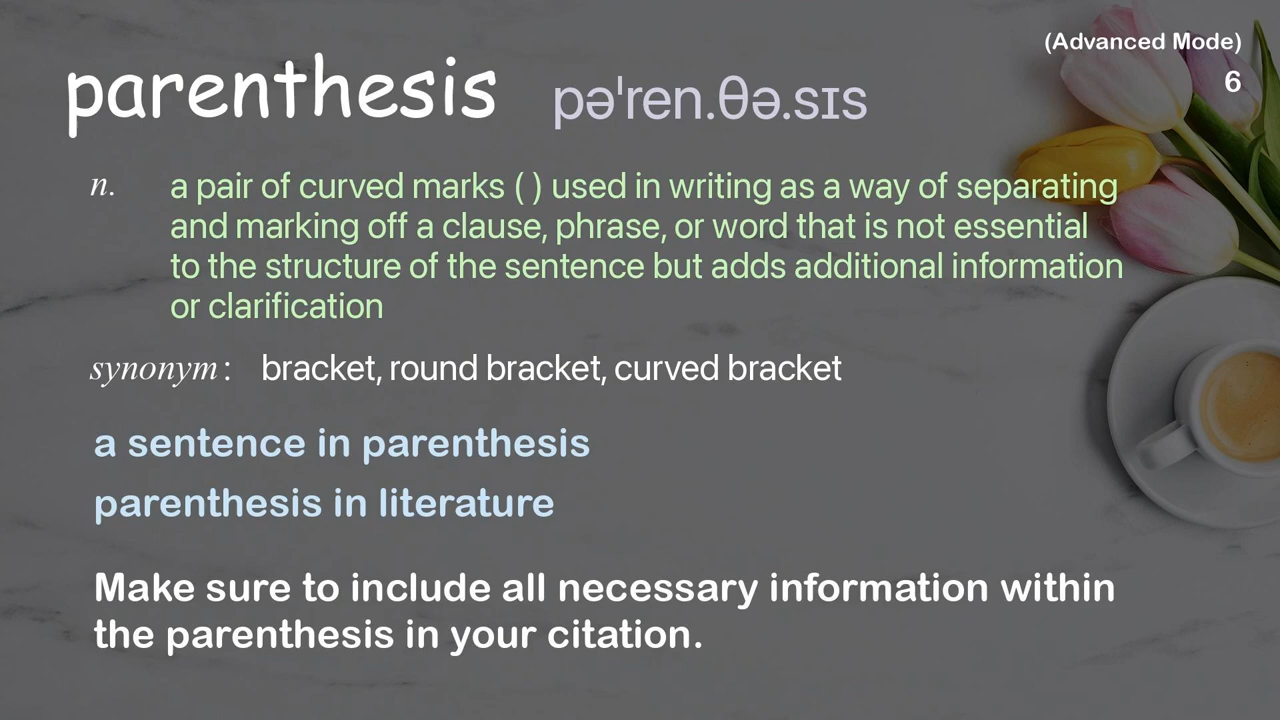 (Advanced Mode)
6
parenthesis pəˈren.θə.sɪs
n. a pair of curved marks ( ) used in writing as a way of separating
and marking off a clause, phrase, or word that is not essential
to the structure of the sentence but adds additional information
or clarification
synonym: bracket, round bracket, curved bracket
a sentence in parenthesis
parenthesis in literature
Make sure to include all necessary information within
the parenthesis in your citation.